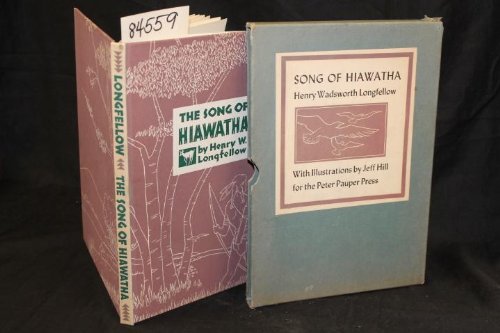 84559
LONGFELLOW THE SONG OF HIAWATHA
THE SONG OF
HIAWATHA
by Henry W.
Longfellow
SONG OF HIAWATHA
Henry Wadsworth Longfellow
With Illustrations by Jeff Hill
for the Peter Pauper Press